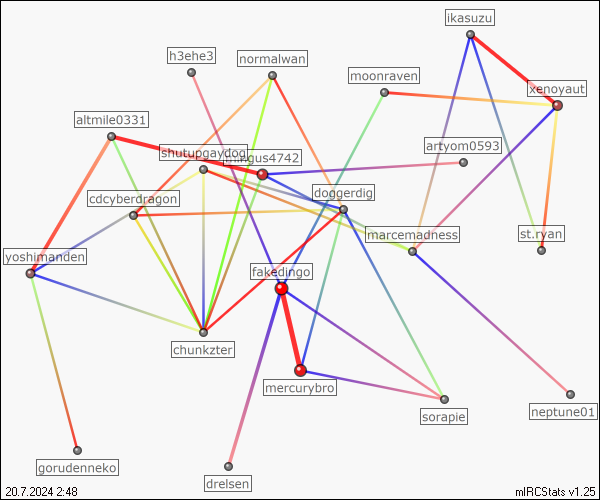 ikasuzu
h3ehe3
normalwan
moonraven
xenoyaut
altmile0331
artyom0593
shutupgaydog
mingus4742
cdcyberdragon
doggerdig
imarcemadness
st.ryan
yoshimanden
fakedingo
chunkzter
mercurybro
sorapie
neptune01
gorudenneko
drelsen
20.7.2024 2:48
mIRCStats v1.25